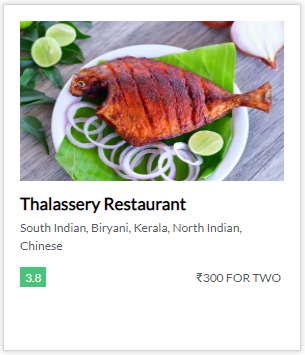 Thalassery Restaurant
South Indian, Biryani, Kerala, North Indian,
Chinese
3.8 ₹300 FOR TWO